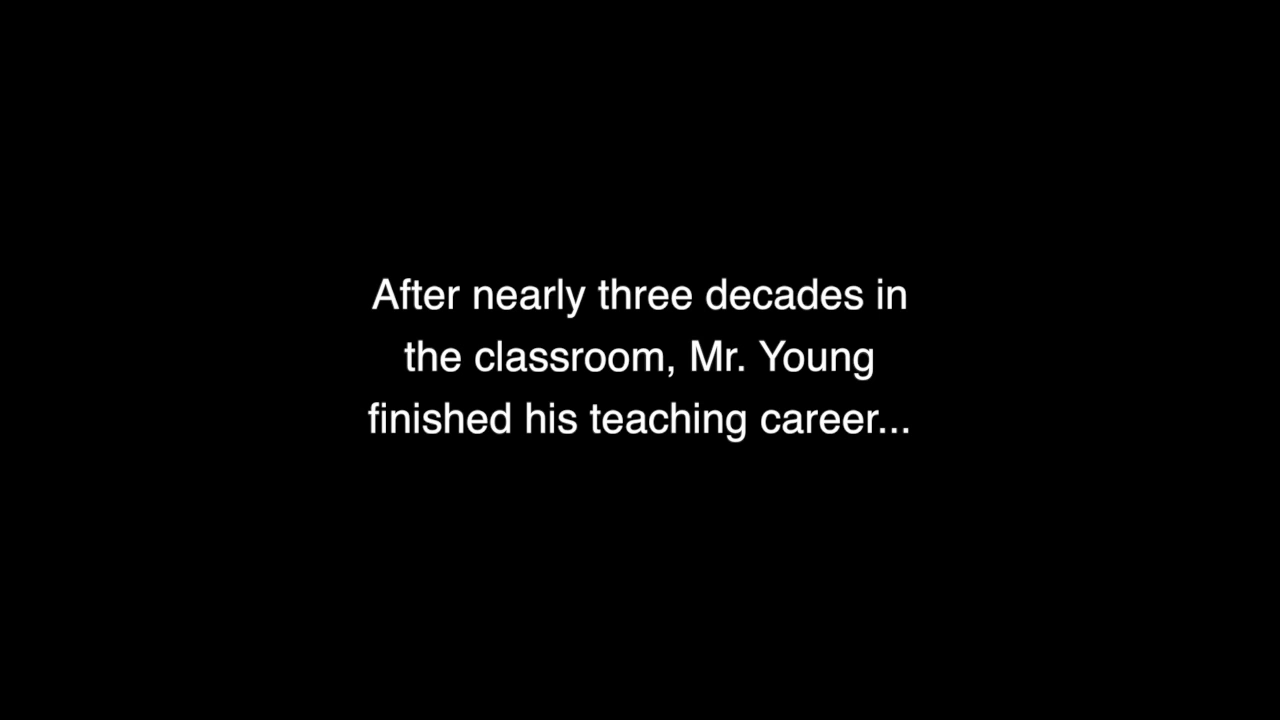 After nearly three decades in
the classroom, Mr. Young
finished his teaching career...